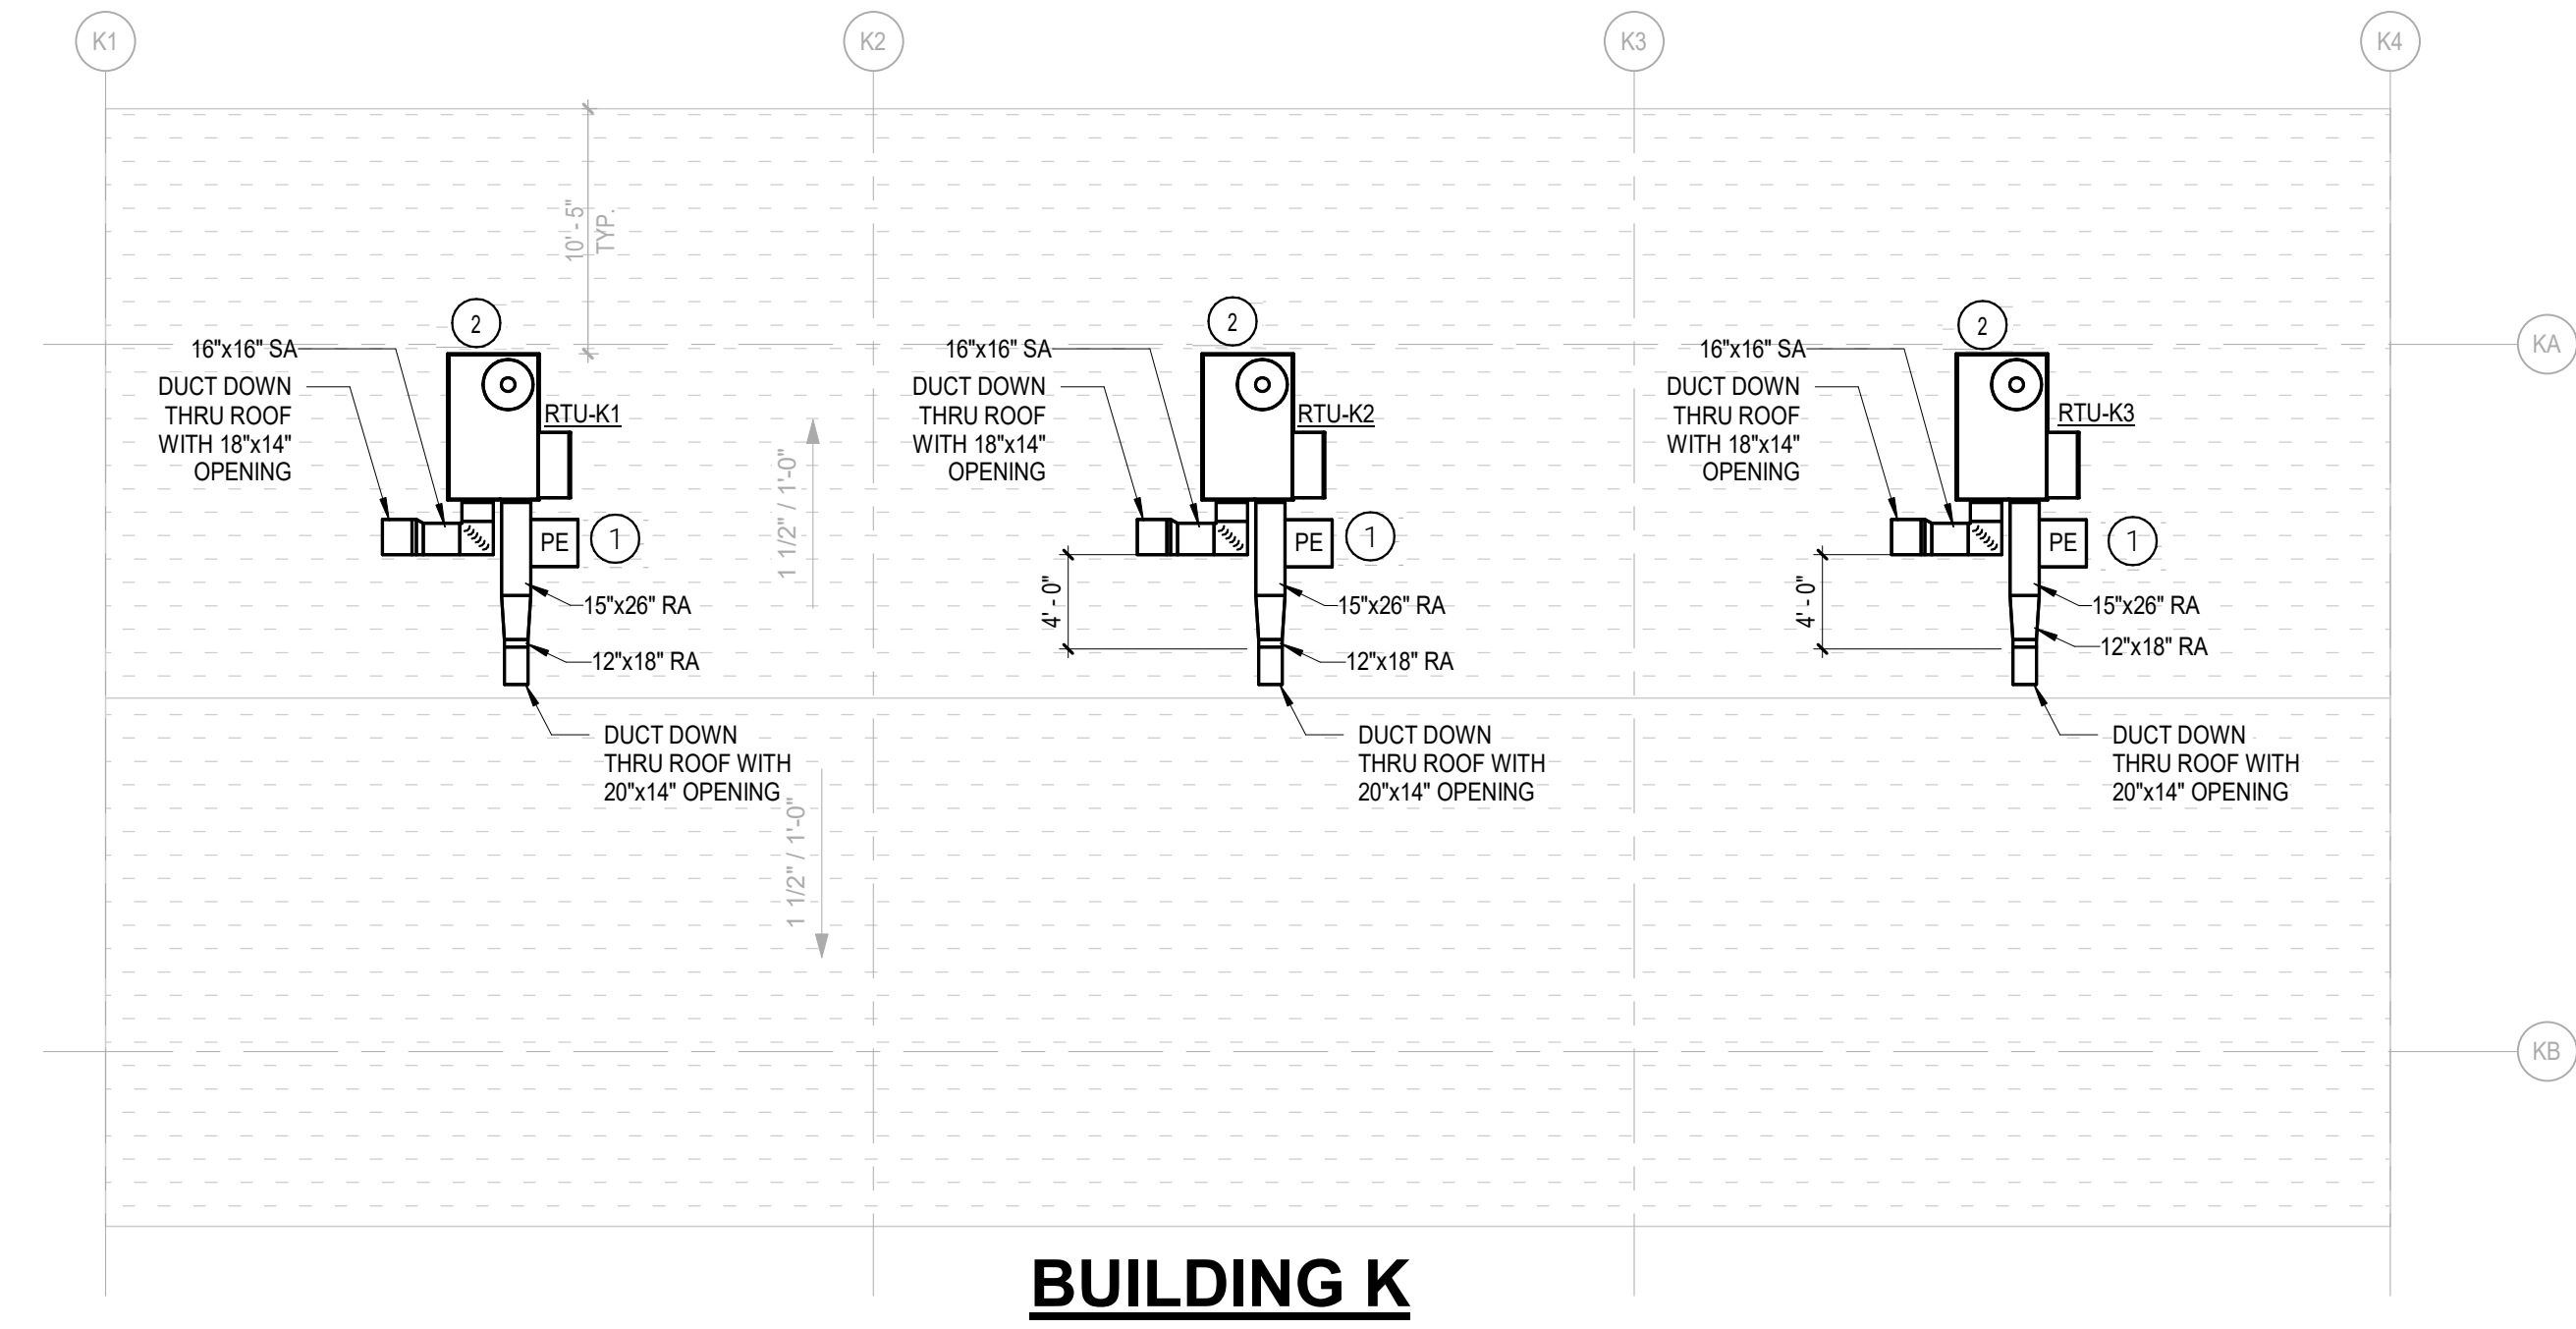 K1
K2
K3
K4
10' - 5"
TYP.
KA
2
16"x16" SA
DUCT DOWN
THRU ROOF
WITH 18"x14"
OPENING
RTU-K1
PE
1
15"x26" RA
12"x18" RA
DUCT DOWN
THRU ROOF WITH
20"x14" OPENING
1 1/2" / 1'-0"
1 1/2" / 1'-0"
2
16"x16" SA
DUCT DOWN
THRU ROOF
WITH 18"x14"
OPENING
RTU-K2
PE
1
4' - 0"
15"x26" RA
12"x18" RA
DUCT DOWN
THRU ROOF WITH
20"x14" OPENING
2
16"x16" SA
DUCT DOWN
THRU ROOF
WITH 18"x14"
OPENING
RTU-K3
PE
1
4' - 0"
15"x26" RA
12"x18" RA
DUCT DOWN
THRU ROOF WITH
20"x14" OPENING
KB
BUILDING K